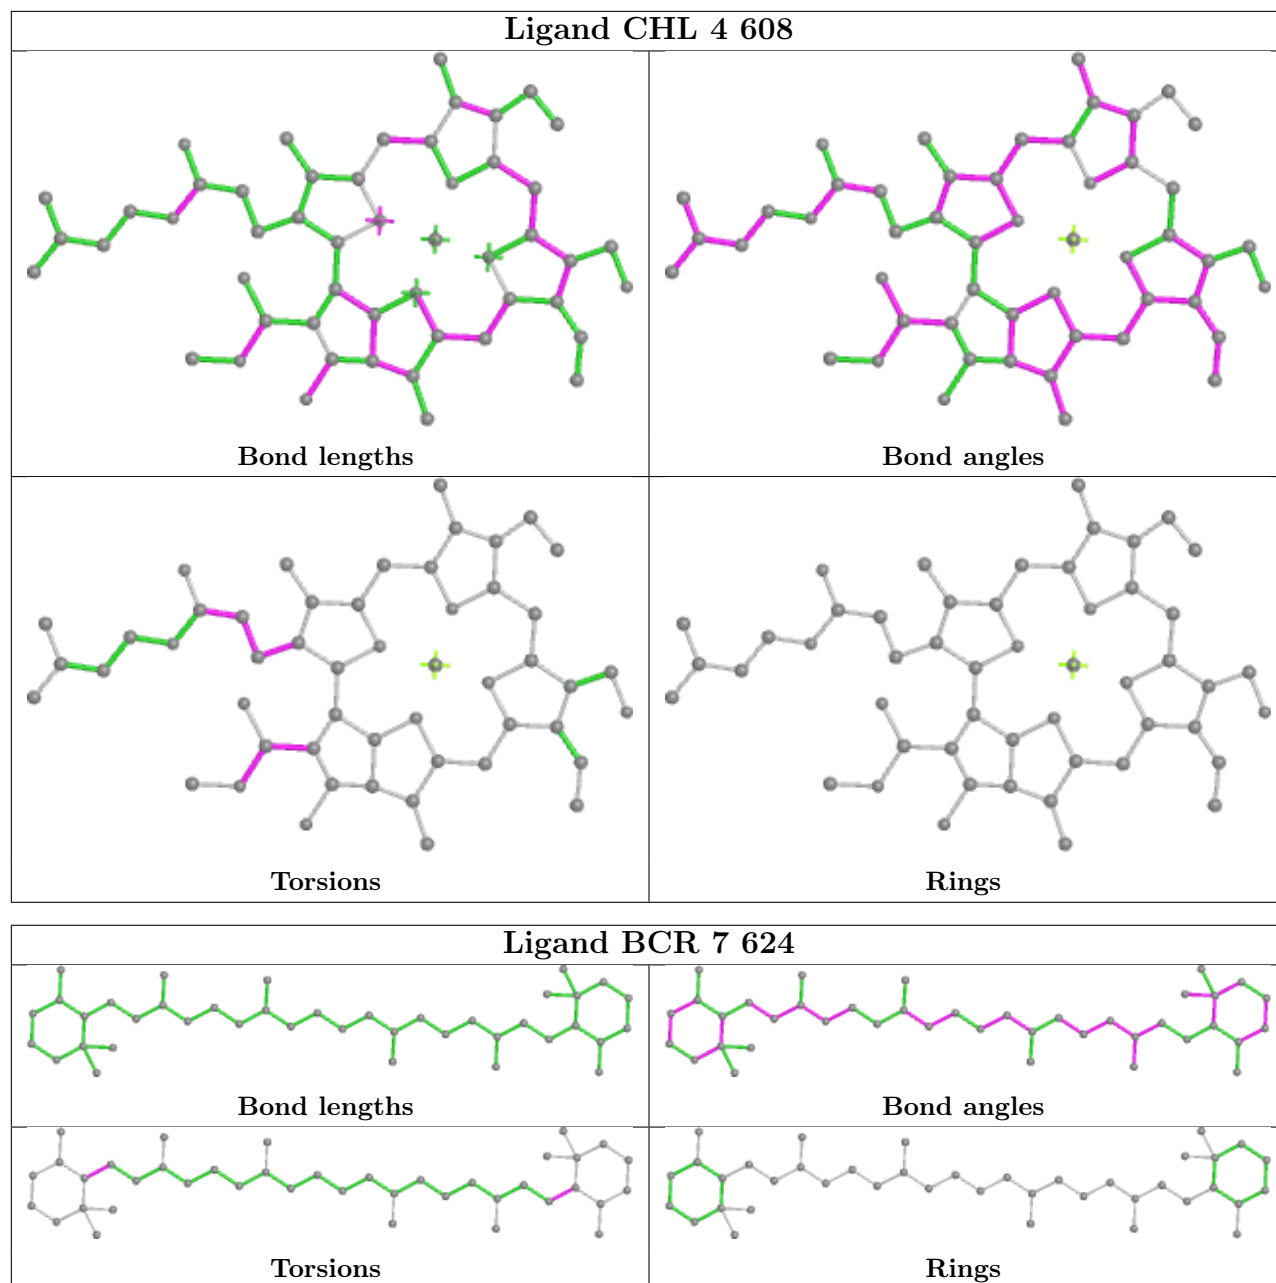 Ligand CHL 4 608
Bond lengths
Bond angles
Torsions
Rings
Ligand BCR 7 624
Bond lengths
Bond angles
Torsions
Rings